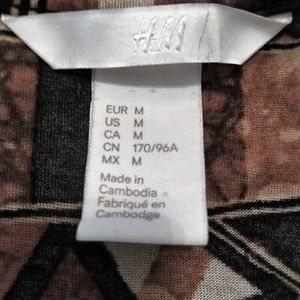 H&M
EUR M
US M
CA M
CN 170/96A
MX M
Made in
Cambodia
Fabriqué en
Cambodge